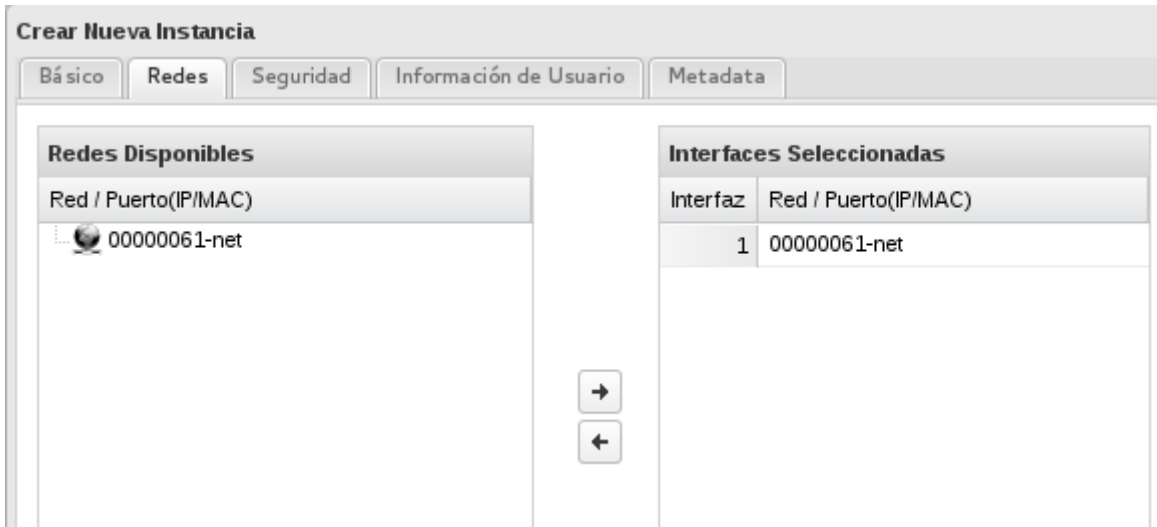 Crear Nueva Instancia
Básico Redes Seguridad Información de Usuario Metadata
Redes Disponibles
Red / Puerto(IP/MAC)
00000061-net
Interfaces Seleccionadas
Interfaz Red / Puerto(IP/MAC)
1 00000061-net